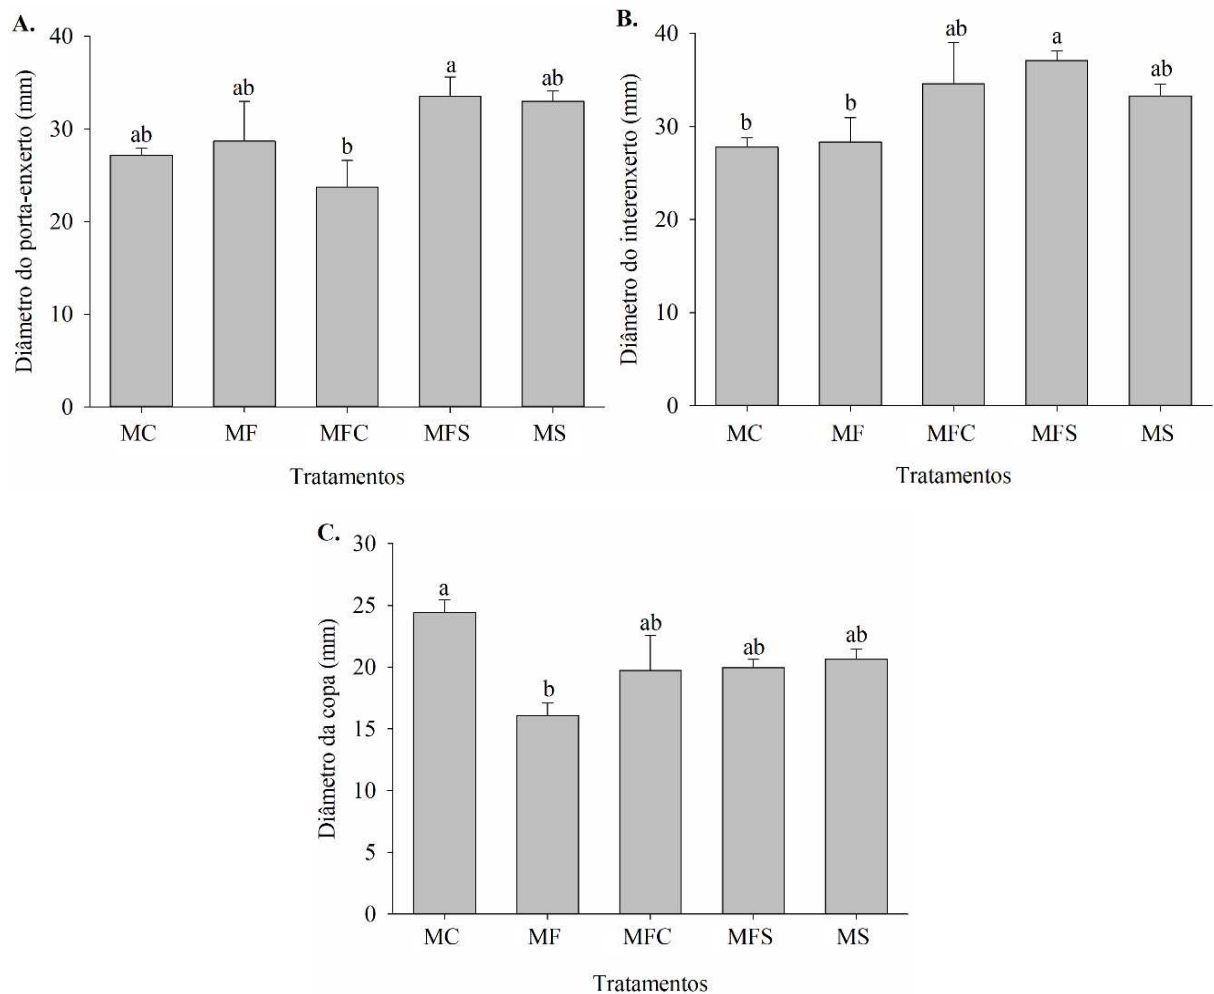 A.
Diâmetro do porta-enxerto (mm)
40
30
20
10
0
ab
ab
b
a
ab
MC MF MFC MFS MS
Tratamentos
B.
Diâmetro do interenxerto (mm)
40
30
20
10
0
b
b
ab
a
ab
MC MF MFC MFS MS
Tratamentos
C.
Diâmetro da copa (mm)
30
25
20
15
10
5
0
a
b
ab
ab
ab
MC MF MFC MFS MS
Tratamentos